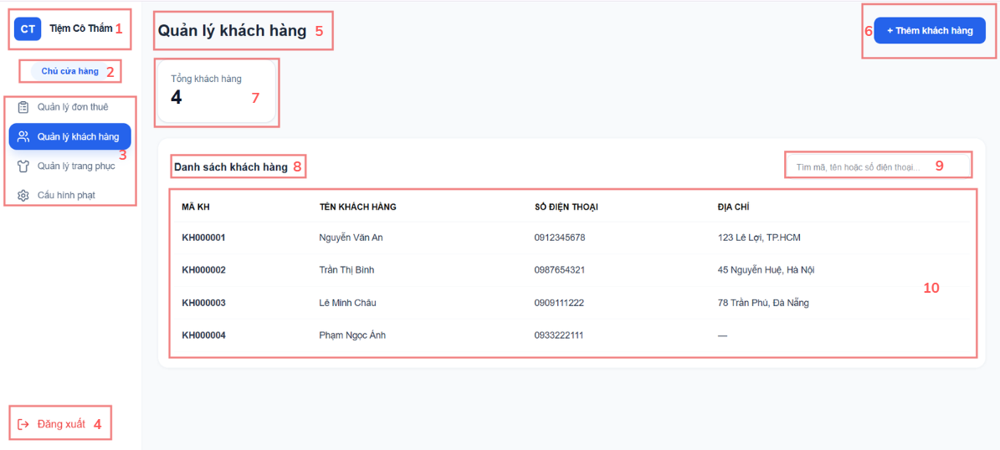 CT Tiệm Cô Thắm 1
Chủ cửa hàng 2
Quản lý đơn thuê
Quản lý khách hàng
3
Quản lý trang phục
Cấu hình phạt
Đăng xuất 4
Quản lý khách hàng 5
6 + Thêm khách hàng
Tổng khách hàng
4 7
Danh sách khách hàng 8
Tìm mã, tên hoặc số điện thoại... 9
MÃ KH TÊN KHÁCH HÀNG SỐ ĐIỆN THOẠI ĐỊA CHỈ
KH000001 Nguyễn Văn An 0912345678 123 Lê Lợi, TP.HCM
KH000002 Trần Thị Bình 0987654321 45 Nguyễn Huệ, Hà Nội
10
KH000003 Lê Minh Châu 0909111222 78 Trần Phú, Đà Nẵng
KH000004 Phạm Ngọc Ánh 0933222111 —